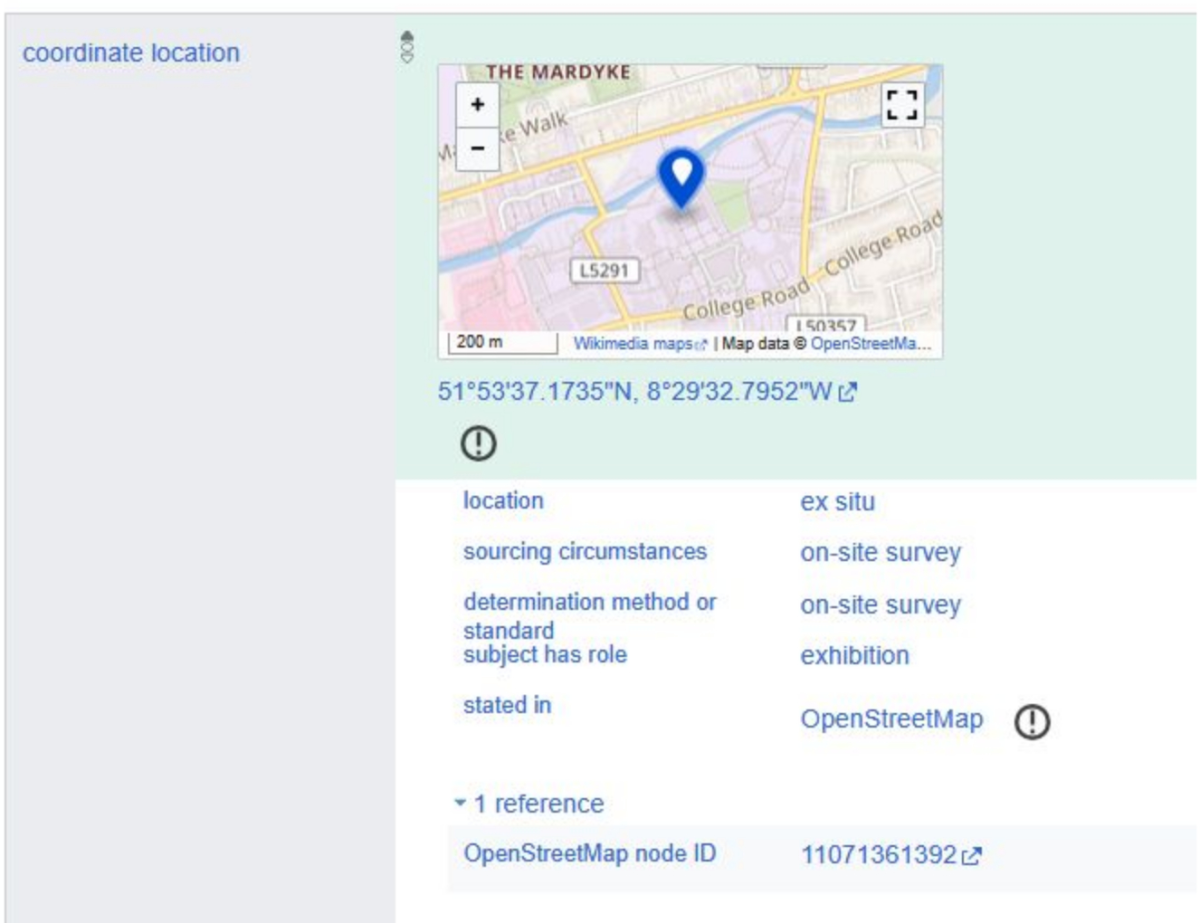 coordinate location
THE MARDYKE
+
ke Walk
−
L5291
College Road
College Road
L50357
200 m
Wikimedia maps | Map data © OpenStreetMa...
51°53'37.1735"N, 8°29'32.7952"W
location ex situ
sourcing circumstances on-site survey
determination method or on-site survey
standard
subject has role exhibition
stated in OpenStreetMap
1 reference
OpenStreetMap node ID 11071361392